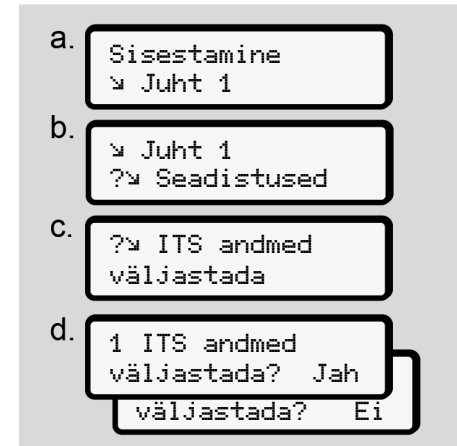 a.
Sisestamine
↘ Juht 1
b.
↘ Juht 1
?↘ Seadistused
c.
?↘ ITS andmed
väljastada
d.
1 ITS andmed
väljastada? Jah
väljastada? Ei